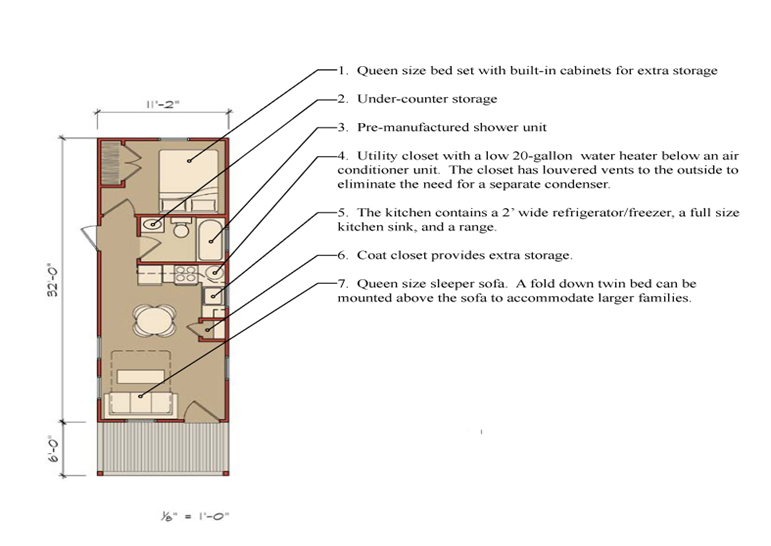 1. Queen size bed set with built-in cabinets for extra storage
11'-2"
2. Under-counter storage
3. Pre-manufactured shower unit
4. Utility closet with a low 20-gallon water heater below an air
conditioner unit. The closet has louvered vents to the outside to
eliminate the need for a separate condenser.
5. The kitchen contains a 2' wide refrigerator/freezer, a full size
kitchen sink, and a range.
6. Coat closet provides extra storage.
32'-0"
7. Queen size sleeper sofa. A fold down twin bed can be
mounted above the sofa to accommodate larger families.
6'-0"
⅛" = 1'-0"